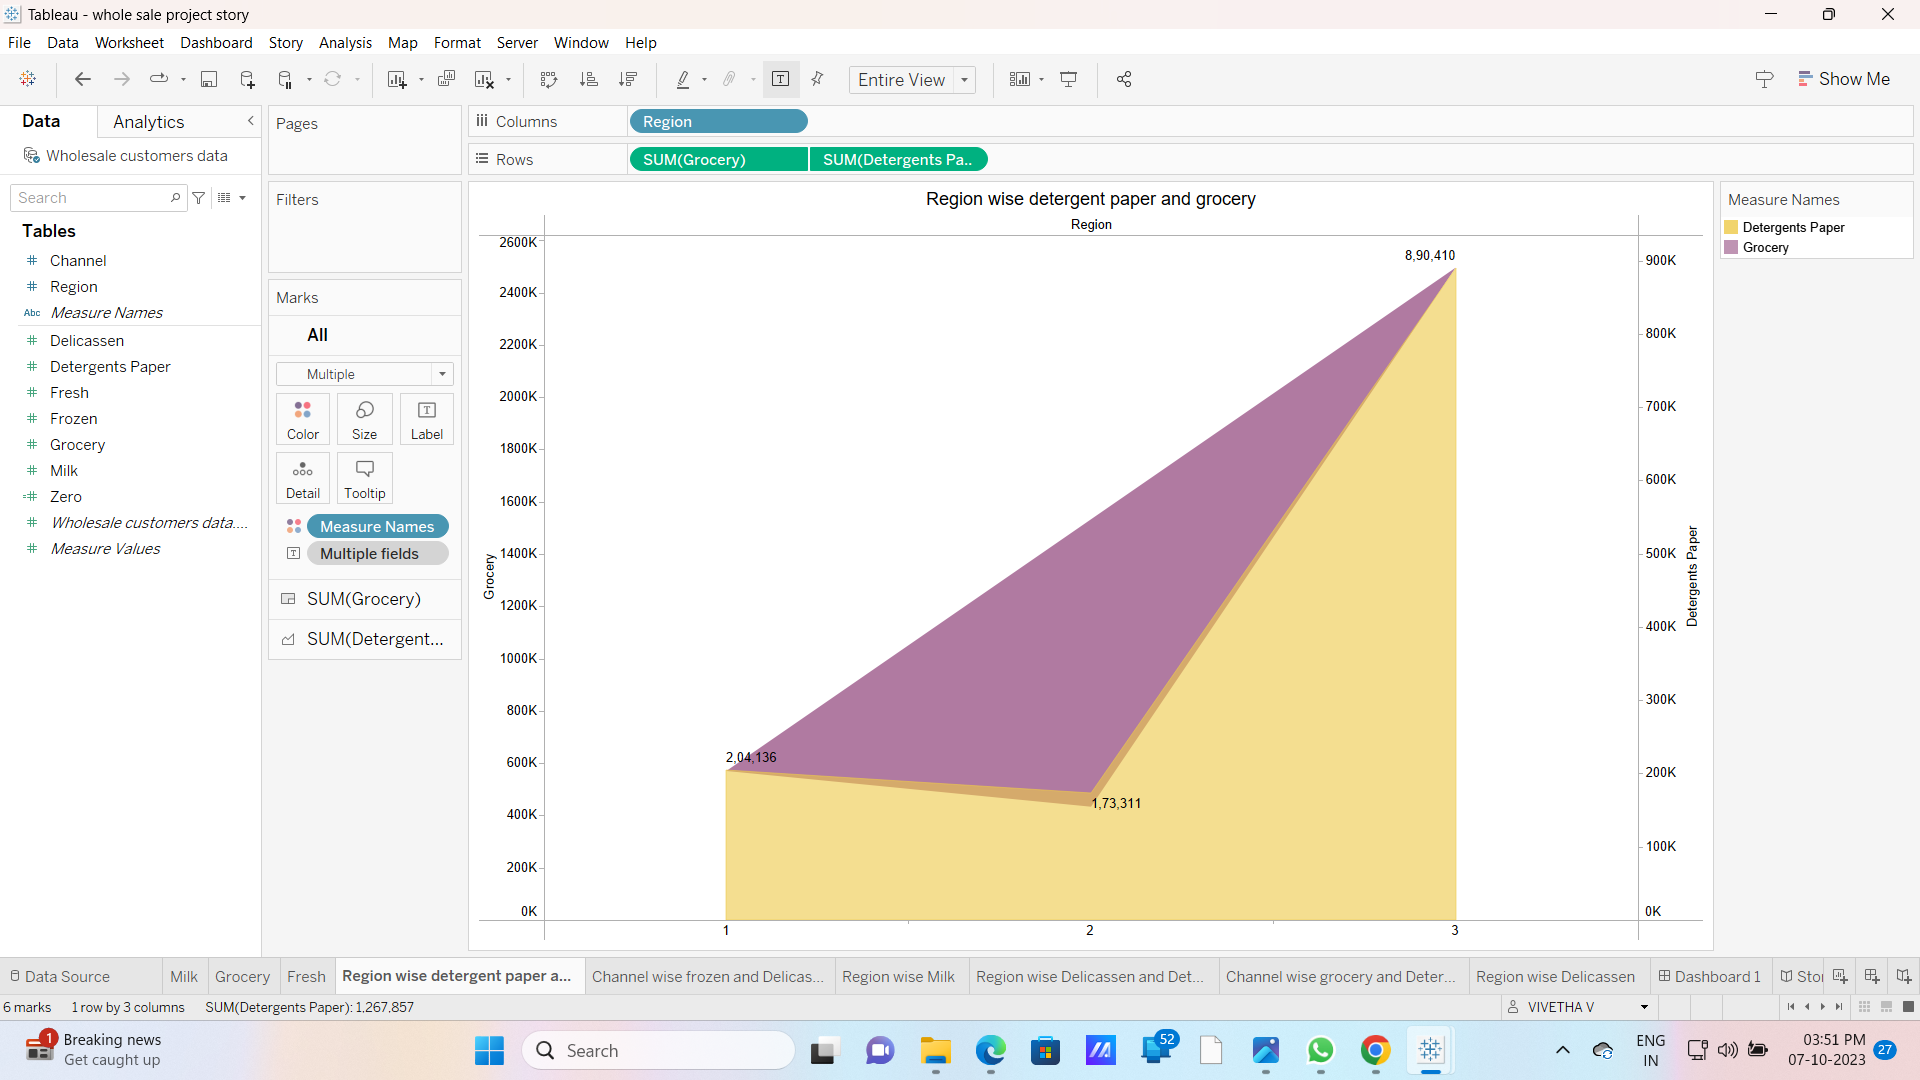 Tableau - whole sale project story
File Data Worksheet Dashboard Story Analysis Map Format Server Window Help
Entire View
Show Me
Data Analytics
Wholesale customers data
Search
Tables
Channel
Region
Abc Measure Names
Delicassen
Detergents Paper
Fresh
Frozen
Grocery
Milk
Zero
Wholesale customers data....
Measure Values
Pages
Filters
Marks
All
Multiple
Color Size Label
Detail Tooltip
Measure Names
Multiple fields
SUM(Grocery)
SUM(Detergent...
Columns Region
Rows SUM(Grocery) SUM(Detergents Pa..
Region wise detergent paper and grocery
Region
2600K
2400K
2200K
2000K
1800K
1600K
1400K
1200K
1000K
800K
600K
400K
200K
0K
Grocery
8,90,410
2,04,136
1,73,311
1 2 3
900K
800K
700K
600K
500K
400K
300K
200K
100K
0K
Detergents Paper
Measure Names
Detergents Paper
Grocery
Data Source Milk Grocery Fresh Region wise detergent paper a... Channel wise frozen and Delicas... Region wise Milk Region wise Delicassen and Det... Channel wise grocery and Deter... Region wise Delicassen Dashboard 1 Sto
6 marks 1 row by 3 columns SUM(Detergents Paper): 1,267,857
VIVETHA V
1 Breaking news
Get caught up
Search
52
ENG
IN
03:51 PM
07-10-2023
27